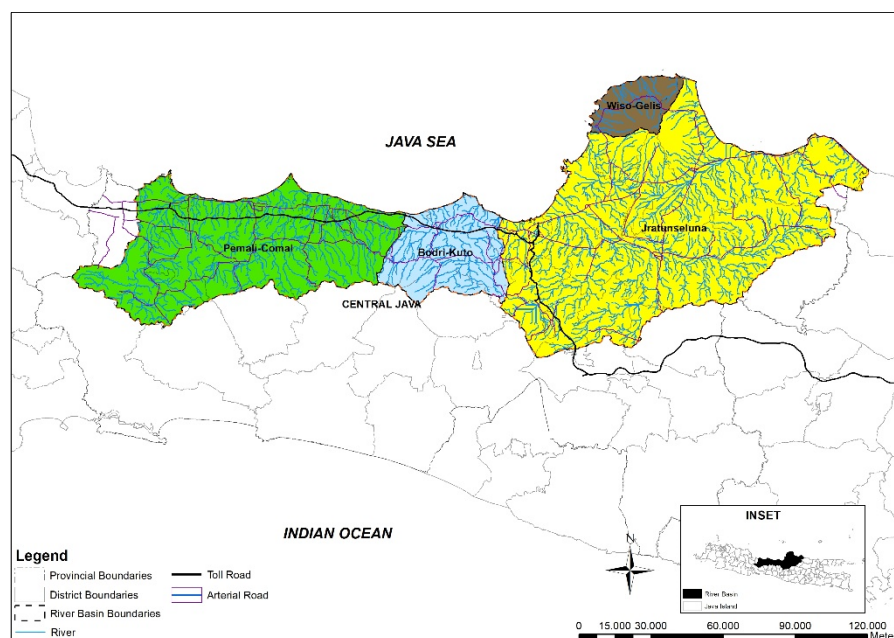 Wiso-Gelis
JAVA SEA
Jratunseluna
Pemali-Comal
Bodri-Kuto
CENTRAL JAVA
INDIAN OCEAN
Legend
Provincial Boundaries
District Boundaries
River Basin Boundaries
River
Toll Road
Arterial Road
N
INSET
River Basin
Java Island
0 15.000 30.000 60.000 90.000 120.000
Mete